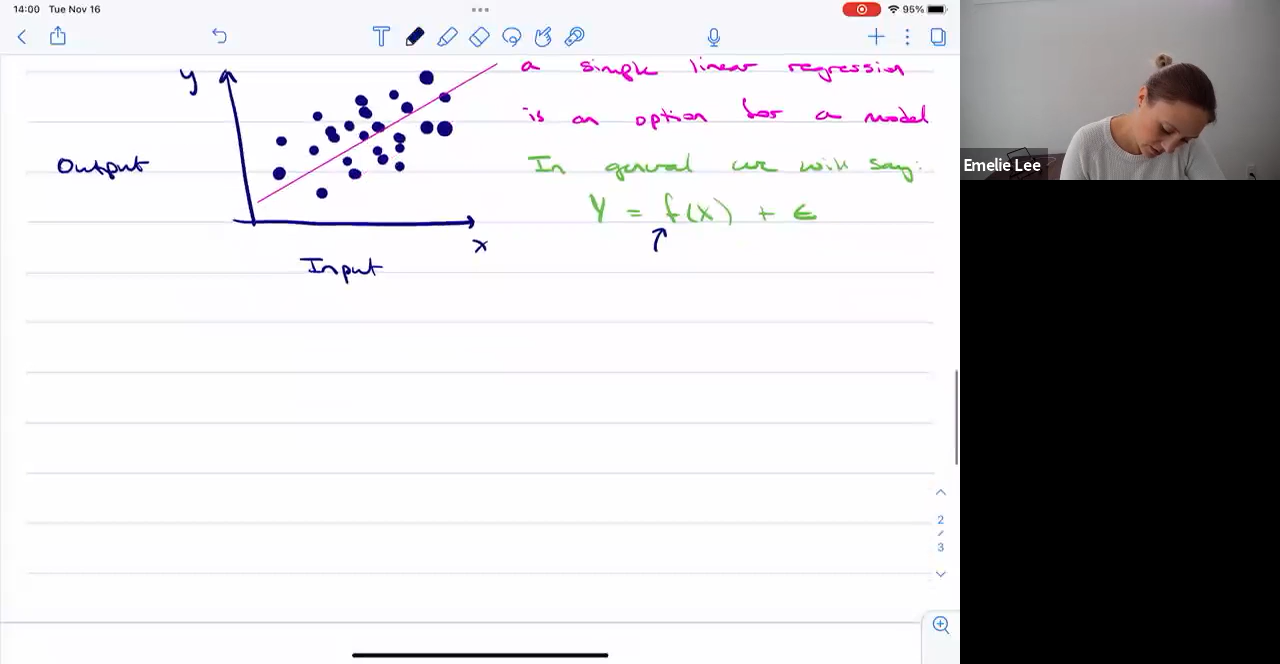 14:00 Tue Nov 16
95%
T
y
a simple linear regression
is an option for a model
Output
In general we will say:
Y = f(x) + ϵ
↑
x
Input
2
/
3
Emelie Lee